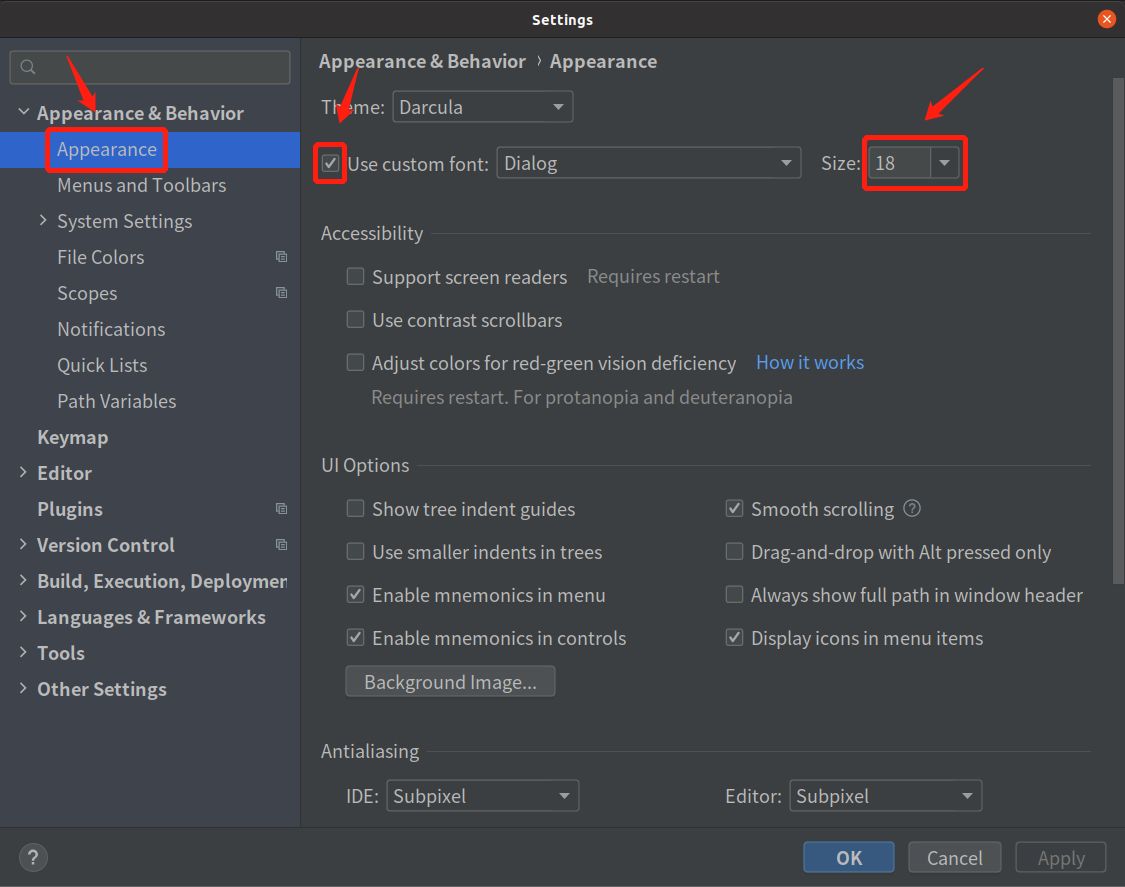 Settings
Appearance & Behavior
Appearance
Menus and Toolbars
System Settings
File Colors
Scopes
Notifications
Quick Lists
Path Variables
Keymap
Editor
Plugins
Version Control
Build, Execution, Deploymen
Languages & Frameworks
Tools
Other Settings
Appearance & Behavior › Appearance
Theme: Darcula
Use custom font: Dialog Size: 18
Accessibility
Support screen readers Requires restart
Use contrast scrollbars
Adjust colors for red-green vision deficiency How it works
Requires restart. For protanopia and deuteranopia
UI Options
Show tree indent guides Smooth scrolling ?
Use smaller indents in trees Drag-and-drop with Alt pressed only
Enable mnemonics in menu Always show full path in window header
Enable mnemonics in controls Display icons in menu items
Background Image...
Antialiasing
IDE: Subpixel Editor: Subpixel
? OK Cancel Apply